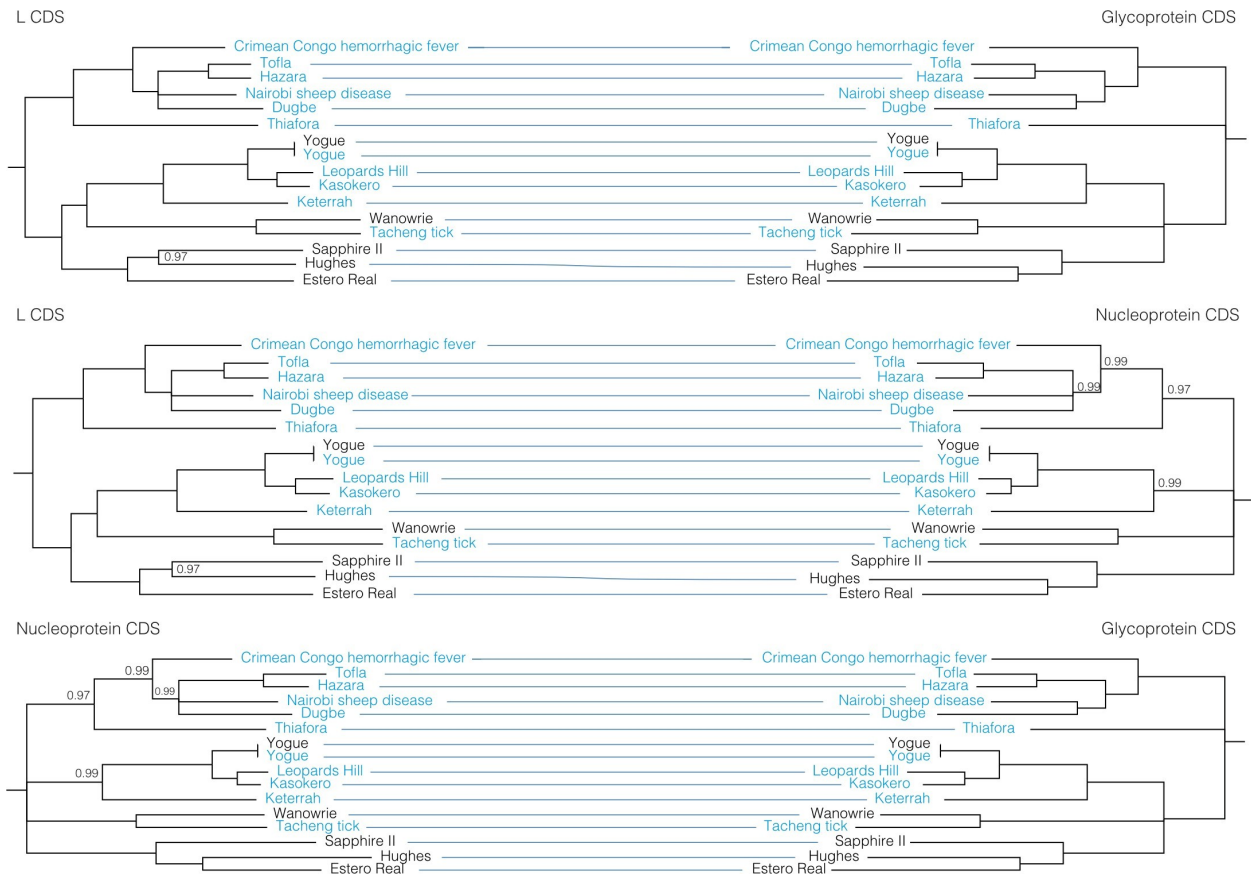 L CDS Glycoprotein CDS
Crimean Congo hemorrhagic fever Crimean Congo hemorrhagic fever
Tofla Tofla
Hazara Hazara
Nairobi sheep disease Nairobi sheep disease
Dugbe Dugbe
Thiafora Thiafora
Yogue Yogue
Yogue Yogue
Leopards Hill Leopards Hill
Kasokero Kasokero
Keterrah Keterrah
Wanowrie Wanowrie
Tacheng tick Tacheng tick
Sapphire II Sapphire II
0.97 Hughes Hughes
Estero Real Estero Real
L CDS Nucleoprotein CDS
Crimean Congo hemorrhagic fever Crimean Congo hemorrhagic fever
Tofla Tofla 0.99
Hazara Hazara
Nairobi sheep disease Nairobi sheep disease 0.99 0.97
Dugbe Dugbe
Thiafora Thiafora
Yogue Yogue
Yogue Yogue
Leopards Hill Leopards Hill
Kasokero Kasokero 0.99
Keterrah Keterrah
Wanowrie Wanowrie
Tacheng tick Tacheng tick
Sapphire II Sapphire II
0.97 Hughes Hughes
Estero Real Estero Real
Nucleoprotein CDS Glycoprotein CDS
Crimean Congo hemorrhagic fever Crimean Congo hemorrhagic fever
0.99 Tofla Tofla
Hazara Hazara
0.97 0.99 Nairobi sheep disease Nairobi sheep disease
Dugbe Dugbe
Thiafora Thiafora
Yogue Yogue
Yogue Yogue
0.99 Leopards Hill Leopards Hill
Kasokero Kasokero
Keterrah Keterrah
Wanowrie Wanowrie
Tacheng tick Tacheng tick
Sapphire II Sapphire II
Hughes Hughes
Estero Real Estero Real